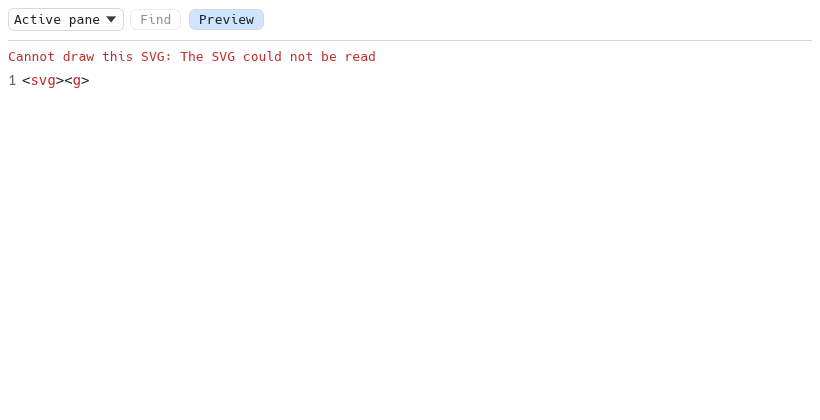 Active pane Find Preview
Cannot draw this SVG: The SVG could not be read
1 <svg><g>